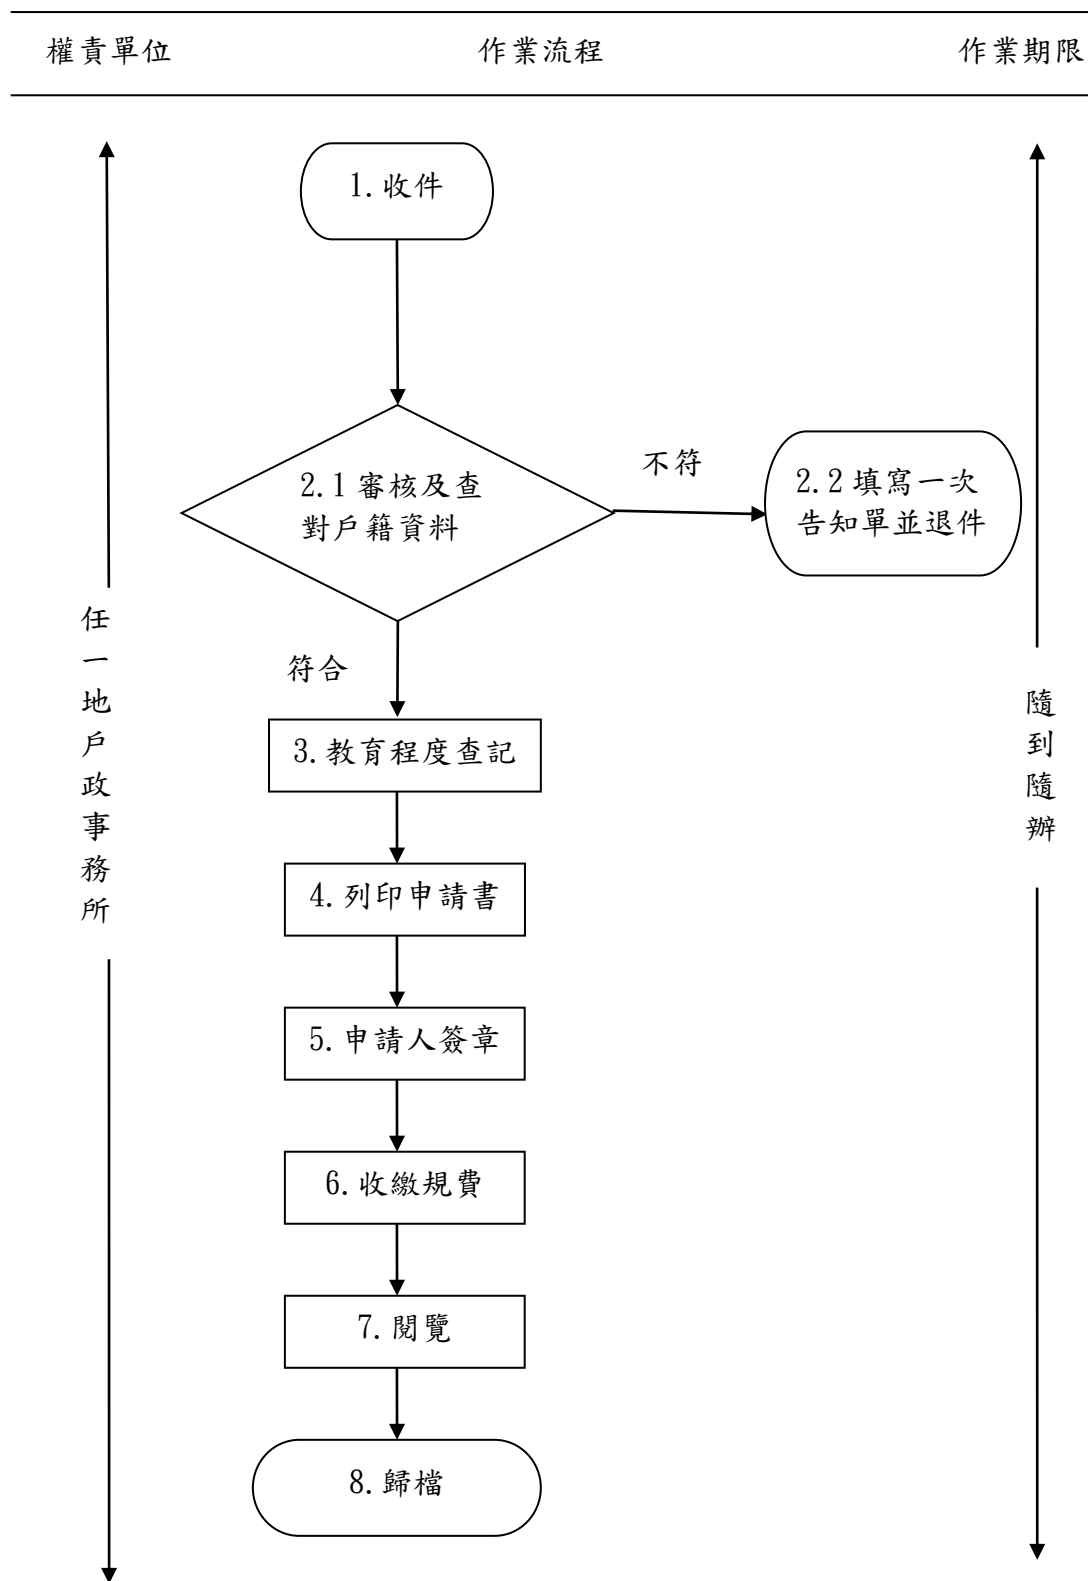 權責單位 作業流程 作業期限
1.收件
2.1審核及查
對戶籍資料
不符
2.2填寫一次
告知單並退件
符合
任一地戶政事務所
隨到隨辦
3.教育程度查記
4.列印申請書
5.申請人簽章
6.收繳規費
7.閱覽
8.歸檔